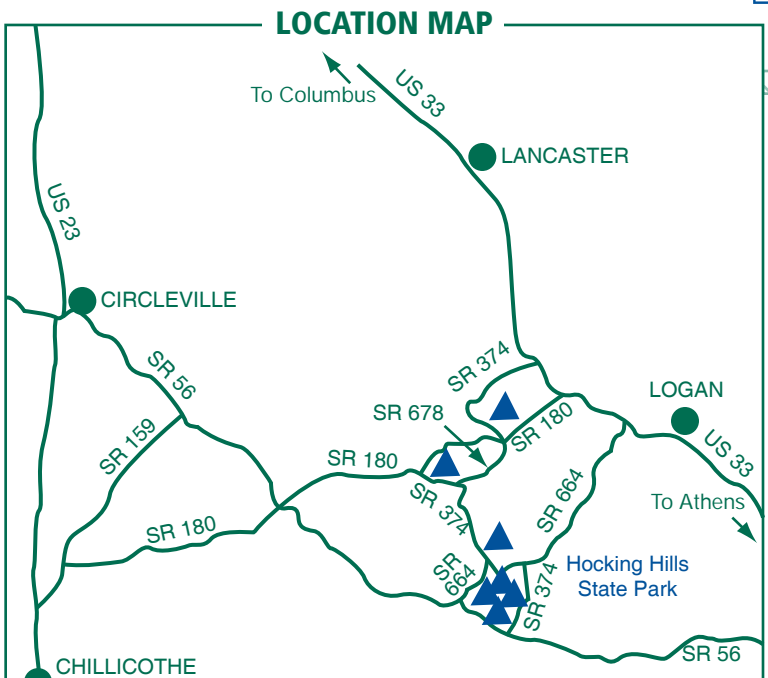 LOCATION MAP
To Columbus
US 33
LANCASTER
US 23
CIRCLEVILLE
SR 56
SR 374
LOGAN
SR 678
SR 180
US 33
SR 159
SR 180
SR 374
SR 664
To Athens
SR 180
SR
664
SR 374
Hocking Hills
State Park
SR 56
CHILLICOTHE